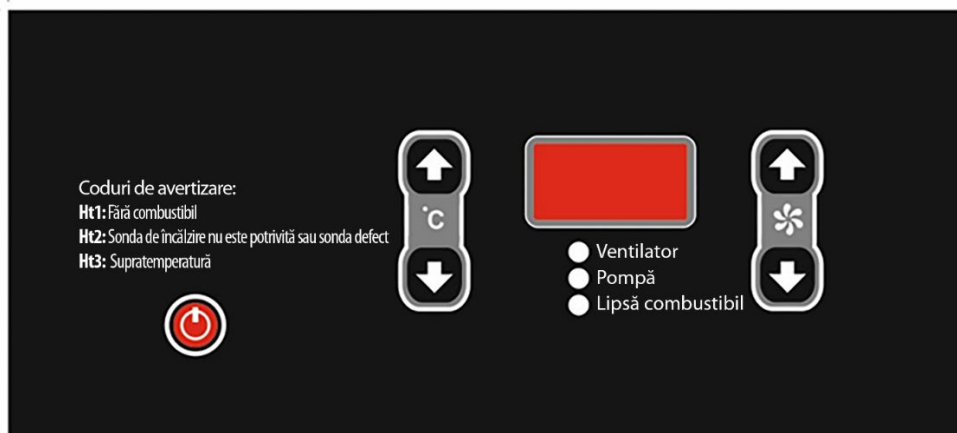 Coduri de avertizare:
Ht1: Fără combustibil
Ht2: Sonda de încălzire nu este potrivită sau sonda defect
Ht3: Supratemperatură
°C
Ventilator
Pompă
Lipsă combustibil